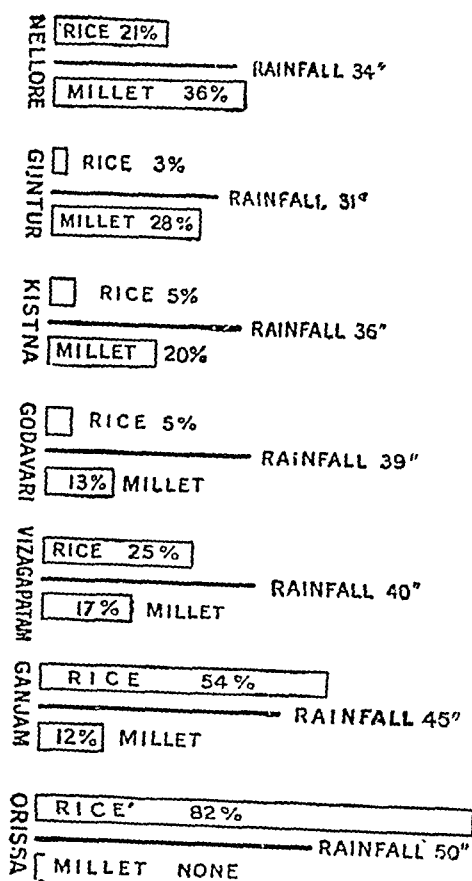 NELLORE
RICE 21%
RAINFALL 34"
MILLET 36%
GUNTUR
RICE 3%
RAINFALL 31"
MILLET 28%
KISTNA
RICE 5%
RAINFALL 36"
MILLET 20%
GODAVARI
RICE 5%
RAINFALL 39"
13% MILLET
VIZAGAPATAM
RICE 25%
RAINFALL 40"
17% MILLET
GANJAM
RICE 54%
RAINFALL 45"
12% MILLET
ORISSA
RICE 82%
RAINFALL 50"
MILLET NONE